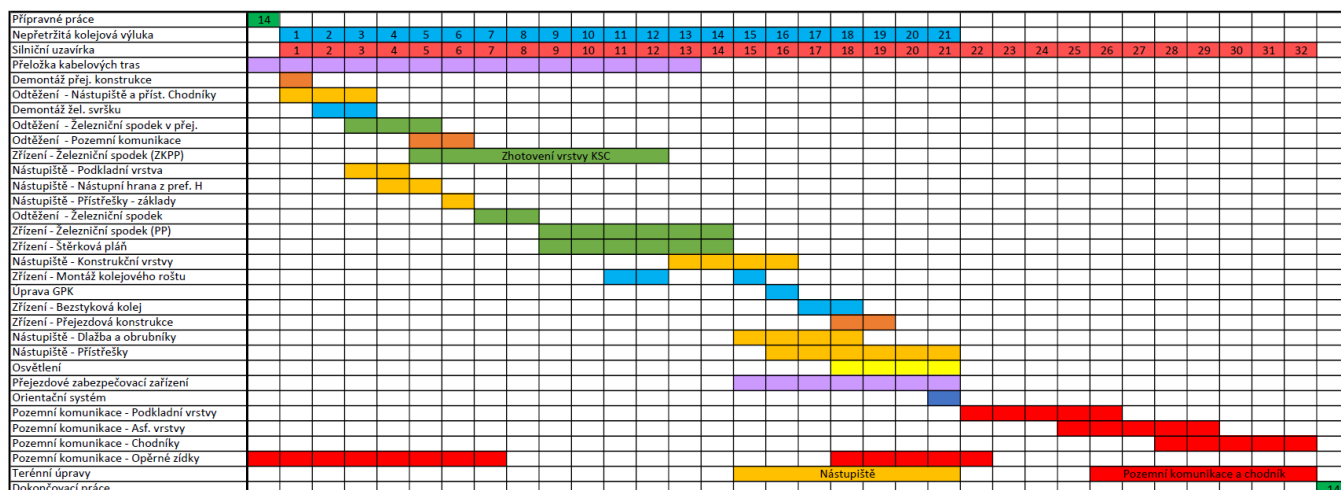 Přípravné práce 14
Nepřetržitá kolejová výluka 1 2 3 4 5 6 7 8 9 10 11 12 13 14 15 16 17 18 19 20 21
Silniční uzavírka 1 2 3 4 5 6 7 8 9 10 11 12 13 14 15 16 17 18 19 20 21 22 23 24 25 26 27 28 29 30 31 32
Přeložka kabelových tras
Demontáž přej. konstrukce
Odtěžení - Nástupiště a příst. Chodníky
Demontáž žel. svršku
Odtěžení - Železniční spodek v přej.
Odtěžení - Pozemní komunikace
Zřízení - Železniční spodek (ZKPP) Zhotovení vrstvy KSC
Nástupiště - Podkladní vrstva
Nástupiště - Nástupní hrana z pref. H
Nástupiště - Přístřešky - základy
Odtěžení - Železniční spodek
Zřízení - Železniční spodek (PP)
Zřízení - Štěrková pláň
Nástupiště - Konstrukční vrstvy
Zřízení - Montáž kolejového roštu
Úprava GPK
Zřízení - Bezstyková kolej
Zřízení - Přejezdová konstrukce
Nástupiště - Dlažba a obrubníky
Nástupiště - Přístřešky
Osvětlení
Přejezdové zabezpečovací zařízení
Orientační systém
Pozemní komunikace - Podkladní vrstvy
Pozemní komunikace - Asf. vrstvy
Pozemní komunikace - Chodníky
Pozemní komunikace - Opěrné zídky
Terénní úpravy Nástupiště Pozemní komunikace a chodník
Dokončovací práce 14